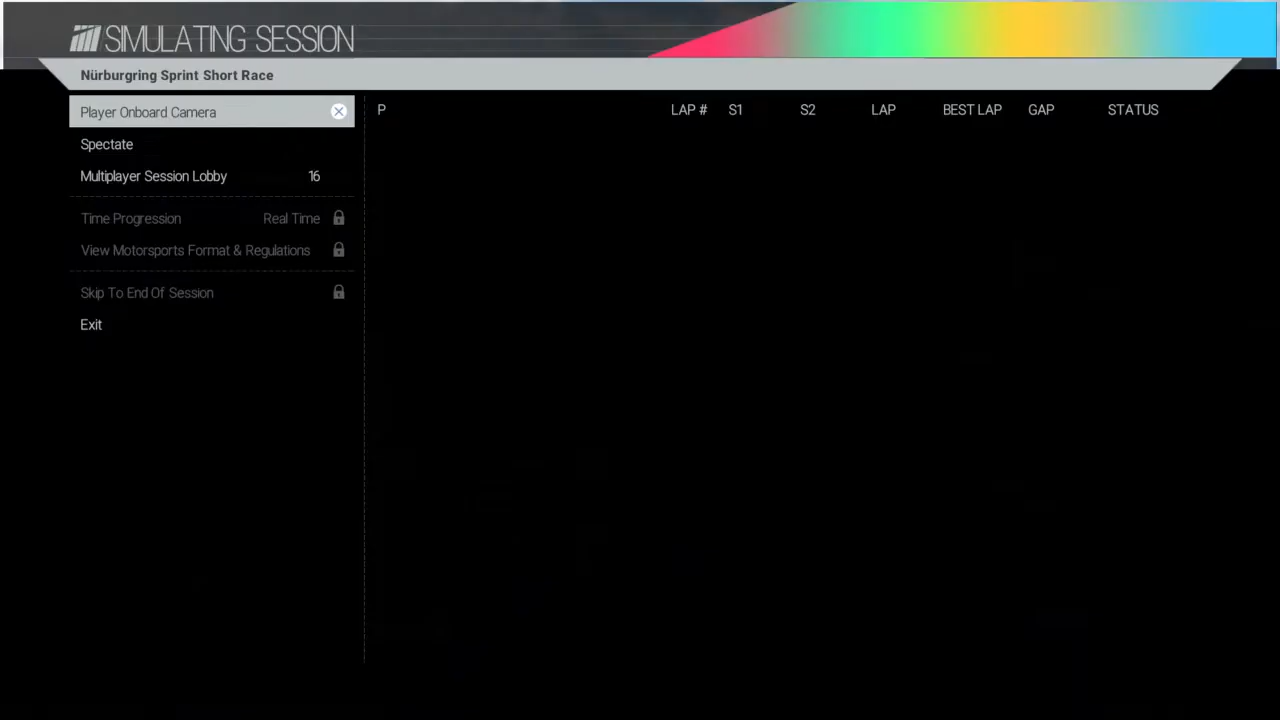 SIMULATING SESSION
Nürburgring Sprint Short Race
Player Onboard Camera
P LAP # S1 S2 LAP BEST LAP GAP STATUS
Spectate
Multiplayer Session Lobby 16
Time Progression Real Time
View Motorsports Format & Regulations
Skip To End Of Session
Exit